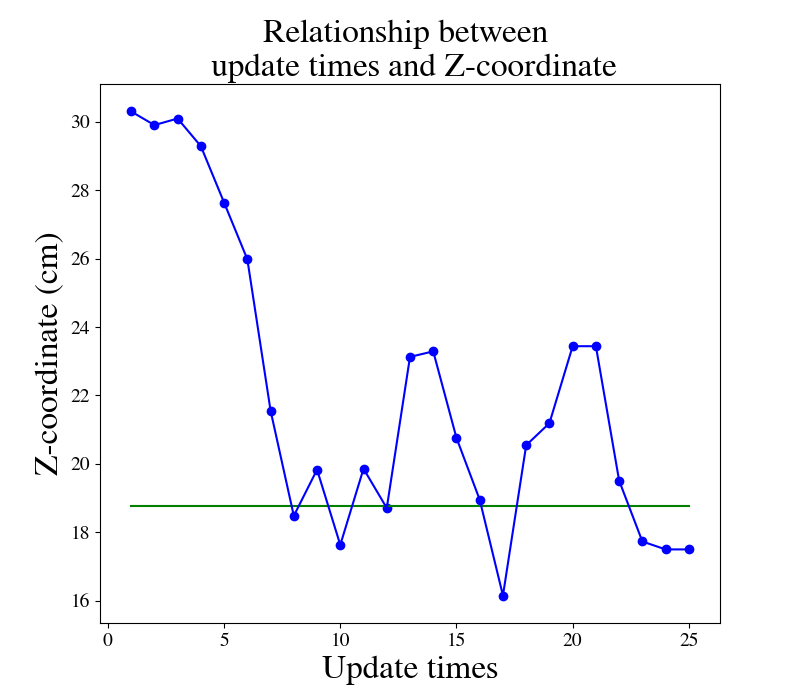 Relationship between
update times and Z-coordinate
Z-coordinate (cm)
30
28
26
24
22
20
18
16
0 5 10 15 20 25
Update times